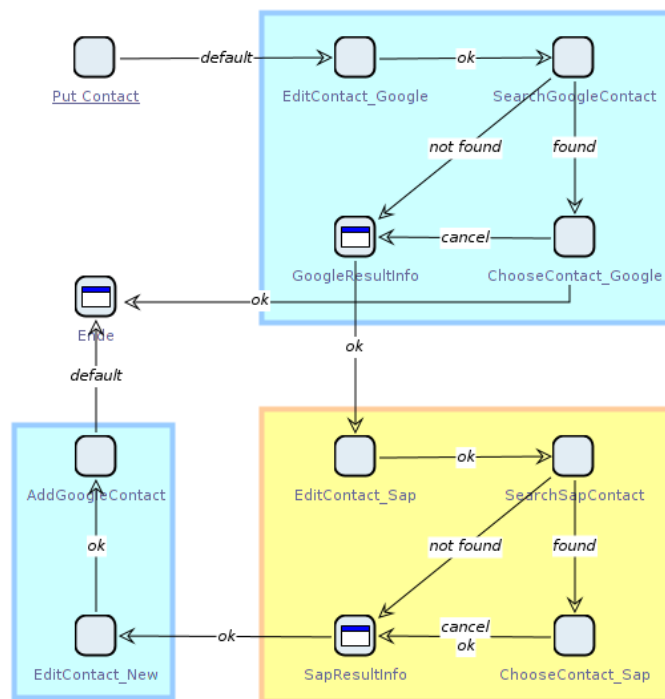 default
ok
Put Contact
EditContact_Google
SearchGoogleContact
not found
found
cancel
GoogleResultInfo
ChooseContact_Google
ok
Ende
ok
default
AddGoogleContact
ok
EditContact_Sap
SearchSapContact
ok
not found
found
cancel
ok
ok
EditContact_New
SapResultInfo
ChooseContact_Sap